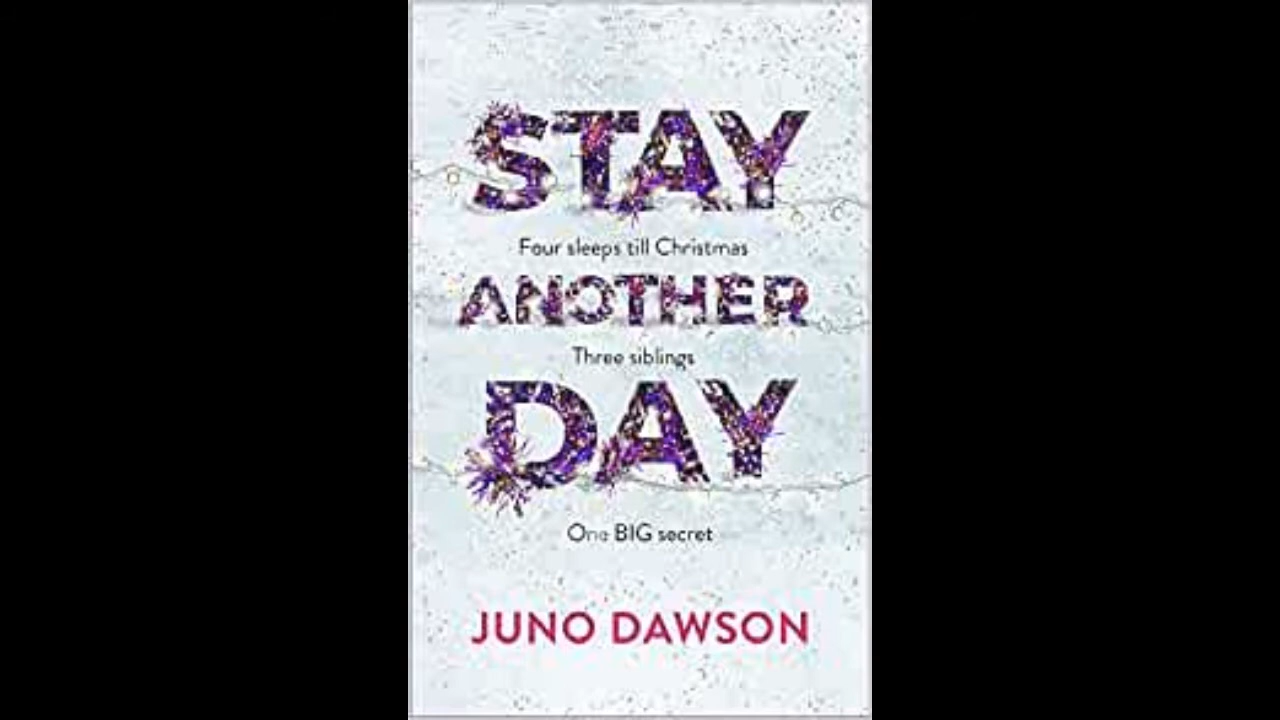 STAY
Four sleeps till Christmas
ANOTHER
Three siblings
DAY
One BIG secret
JUNO DAWSON